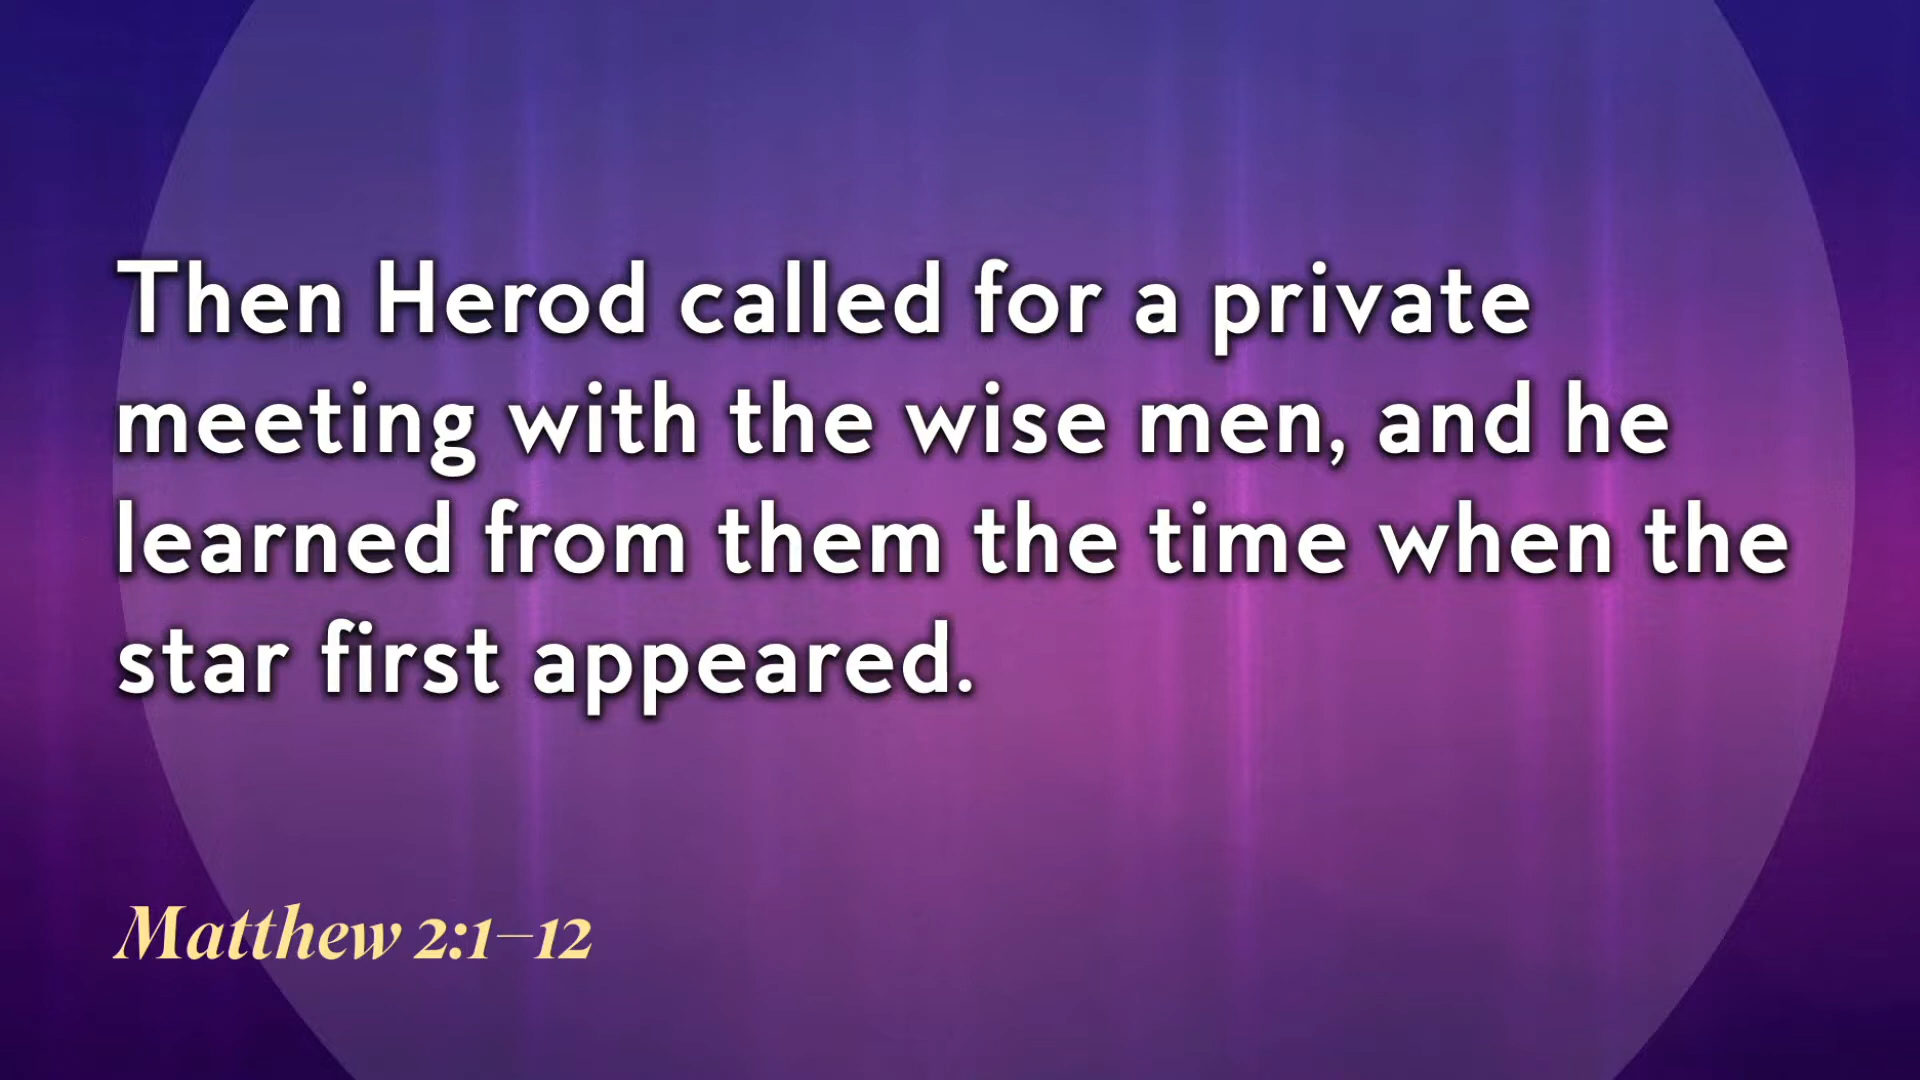 Then Herod called for a private
meeting with the wise men, and he
learned from them the time when the
star first appeared.
Matthew 2:1–12